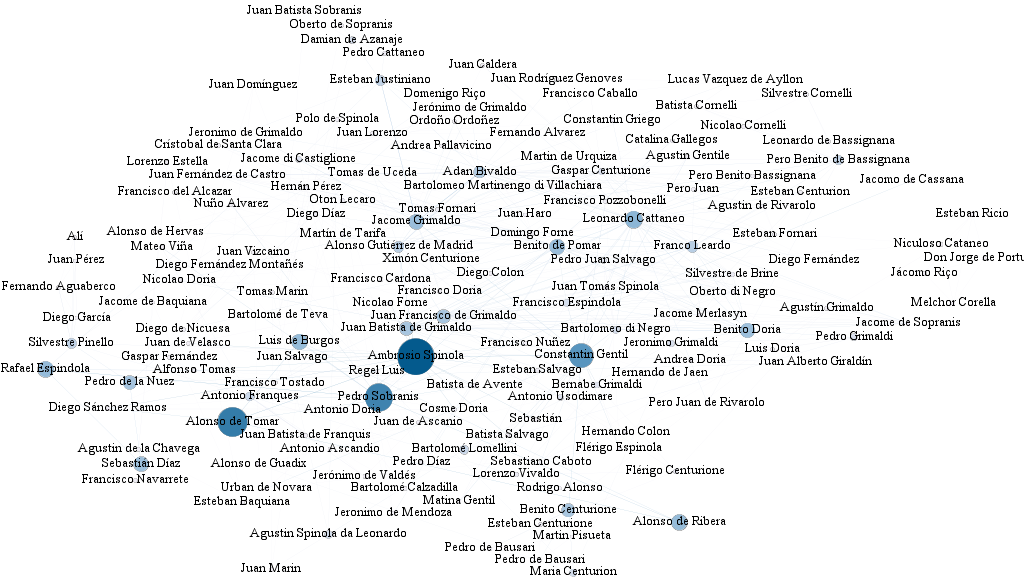 Juan Batista Sobranis
Oberto de Sopranis
Damian de Azanaje
Pedro Cattaneo
Juan Caldera
Juan Domínguez
Esteban Justiniano
Juan Rodriguez Genoves
Lucas Vazquez de Ayllon
Domenigo Riço
Francisco Caballo
Silvestre Cornelli
Jerónimo de Grimaldo
Batista Cornelli
Polo de Spinola
Ordoño Ordoñez
Constantin Griego
Nicolao Cornelli
Jeronimo de Grimaldo
Juan Lorenzo
Fernando Alvarez
Cristobal de Santa Clara
Andrea Pallavicino
Catalina Gallegos
Leonardo de Bassignana
Lorenzo Estella
Jacome di Castiglione
Martin de Urquiza
Agustin Gentile
Pero Benito de Bassignana
Juan Fernández de Castro
Tomas de Uceda
Adan Bivaldo
Gaspar Centurione
Pero Benito Bassignana
Jacomo de Cassana
Francisco del Alcazar
Hernán Pérez
Bartolomeo Martinengo di Villachiara
Pero Juan
Esteban Centurion
Nuño Alvarez
Oton Lecaro
Francisco Pozzobonelli
Agustin de Rivarolo
Diego Díaz
Tomas Fornari
Juan Haro
Leonardo Cattaneo
Esteban Ricio
Jacome Grimaldo
Alí
Alonso de Hervas
Martin de Tarifa
Domingo Forne
Esteban Fornari
Mateo Viña
Alonso Gutiérrez de Madrid
Benito de Pomar
Franco Leardo
Niculoso Cataneo
Juan Pérez
Juan Vizcaino
Ximón Centurione
Pedro Juan Salvago
Diego Fernández
Don Jorge de Portu
Diego Fernández Montañés
Diego Colon
Silvestre de Brine
Jácomo Riço
Nicolao Doria
Francisco Cardona
Fernando Aguaberco
Tomas Marin
Francisco Doria
Juan Tomás Spinola
Oberto di Negro
Jacome de Baquiana
Nicolao Forne
Francisco Espindola
Agustín Grimaldo
Melchor Corella
Diego García
Bartolomé de Teva
Juan Francisco de Grimaldo
Jacome Merlasyn
Diego de Nicuesa
Juan Batista de Grimaldo
Bartolomeo di Negro
Benito Doria
Jacome de Sopranis
Silvestre Pinello
Juan de Velasco
Luis de Burgos
Francisco Nuñez
Jeronimo Grimaldi
Pedro Grimaldi
Gaspar Fernández
Juan Salvago
Ambrosio Spinola
Constantin Gentil
Luis Doria
Rafael Espindola
Alfonso Tomas
Regel Luis
Esteban Salvago
Andrea Doria
Juan Alberto Giraldín
Pedro de la Nuez
Francisco Tostado
Batista de Avente
Bernabe Grimaldi
Hernando de Jaen
Antonio Franques
Pedro Sobranis
Antonio Usodimare
Diego Sánchez Ramos
Antonio Doria
Cosme Doria
Pero Juan de Rivarolo
Alonso de Tomar
Juan de Ascanio
Sebastián
Juan Batista de Franquis
Batista Salvago
Hernando Colon
Agustin de la Chavega
Antonio Ascandio
Bartolomé Lomellini
Flérigo Espinola
Sebastian Díaz
Alonso de Guadix
Pedro Díaz
Sebastiano Caboto
Francisco Navarrete
Jerónimo de Valdés
Lorenzo Vivaldo
Flérigo Centurione
Urban de Novara
Bartolomé Calzadilla
Rodrigo Alonso
Esteban Baquiana
Matina Gentil
Jeronimo de Mendoza
Benito Centurione
Agustin Spinola da Leonardo
Esteban Centurione
Alonso de Ribera
Martin Pisueta
Pedro de Bausari
Pedro de Bausari
Juan Marin
Maria Centurion